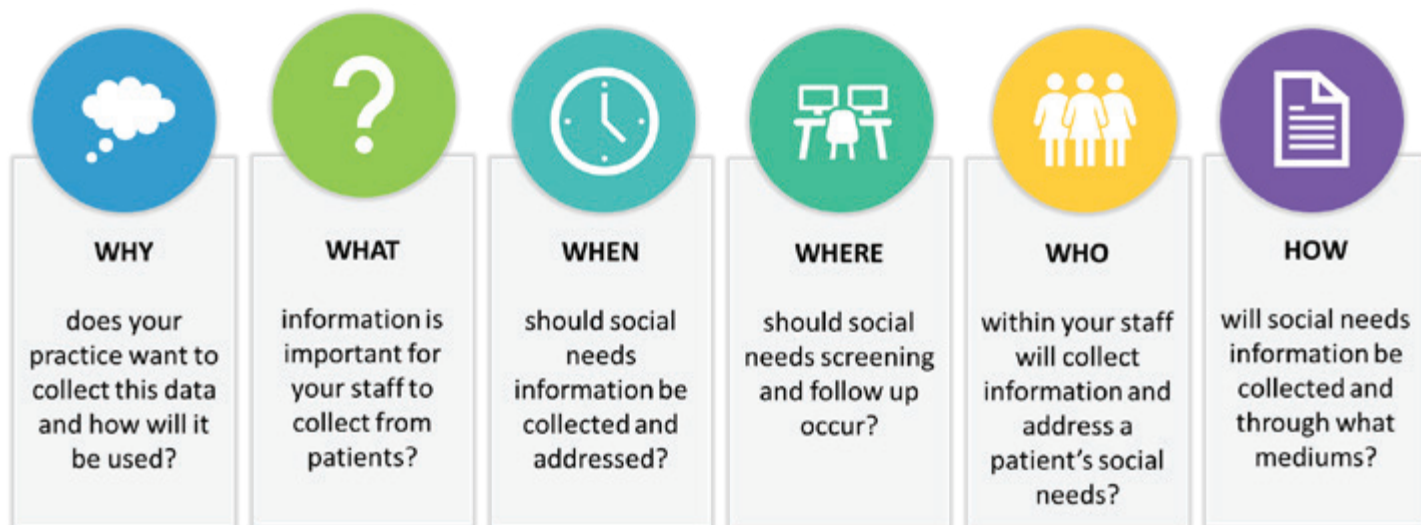 WHY
does your
practice want to
collect this data
and how will it
be used?
WHAT
information is
important for
your staff to
collect from
patients?
WHEN
should social
needs
information be
collected and
addressed?
WHERE
should social
needs screening
and follow up
occur?
WHO
within your staff
will collect
information and
address a
patient's social
needs?
HOW
will social needs
information be
collected and
through what
mediums?